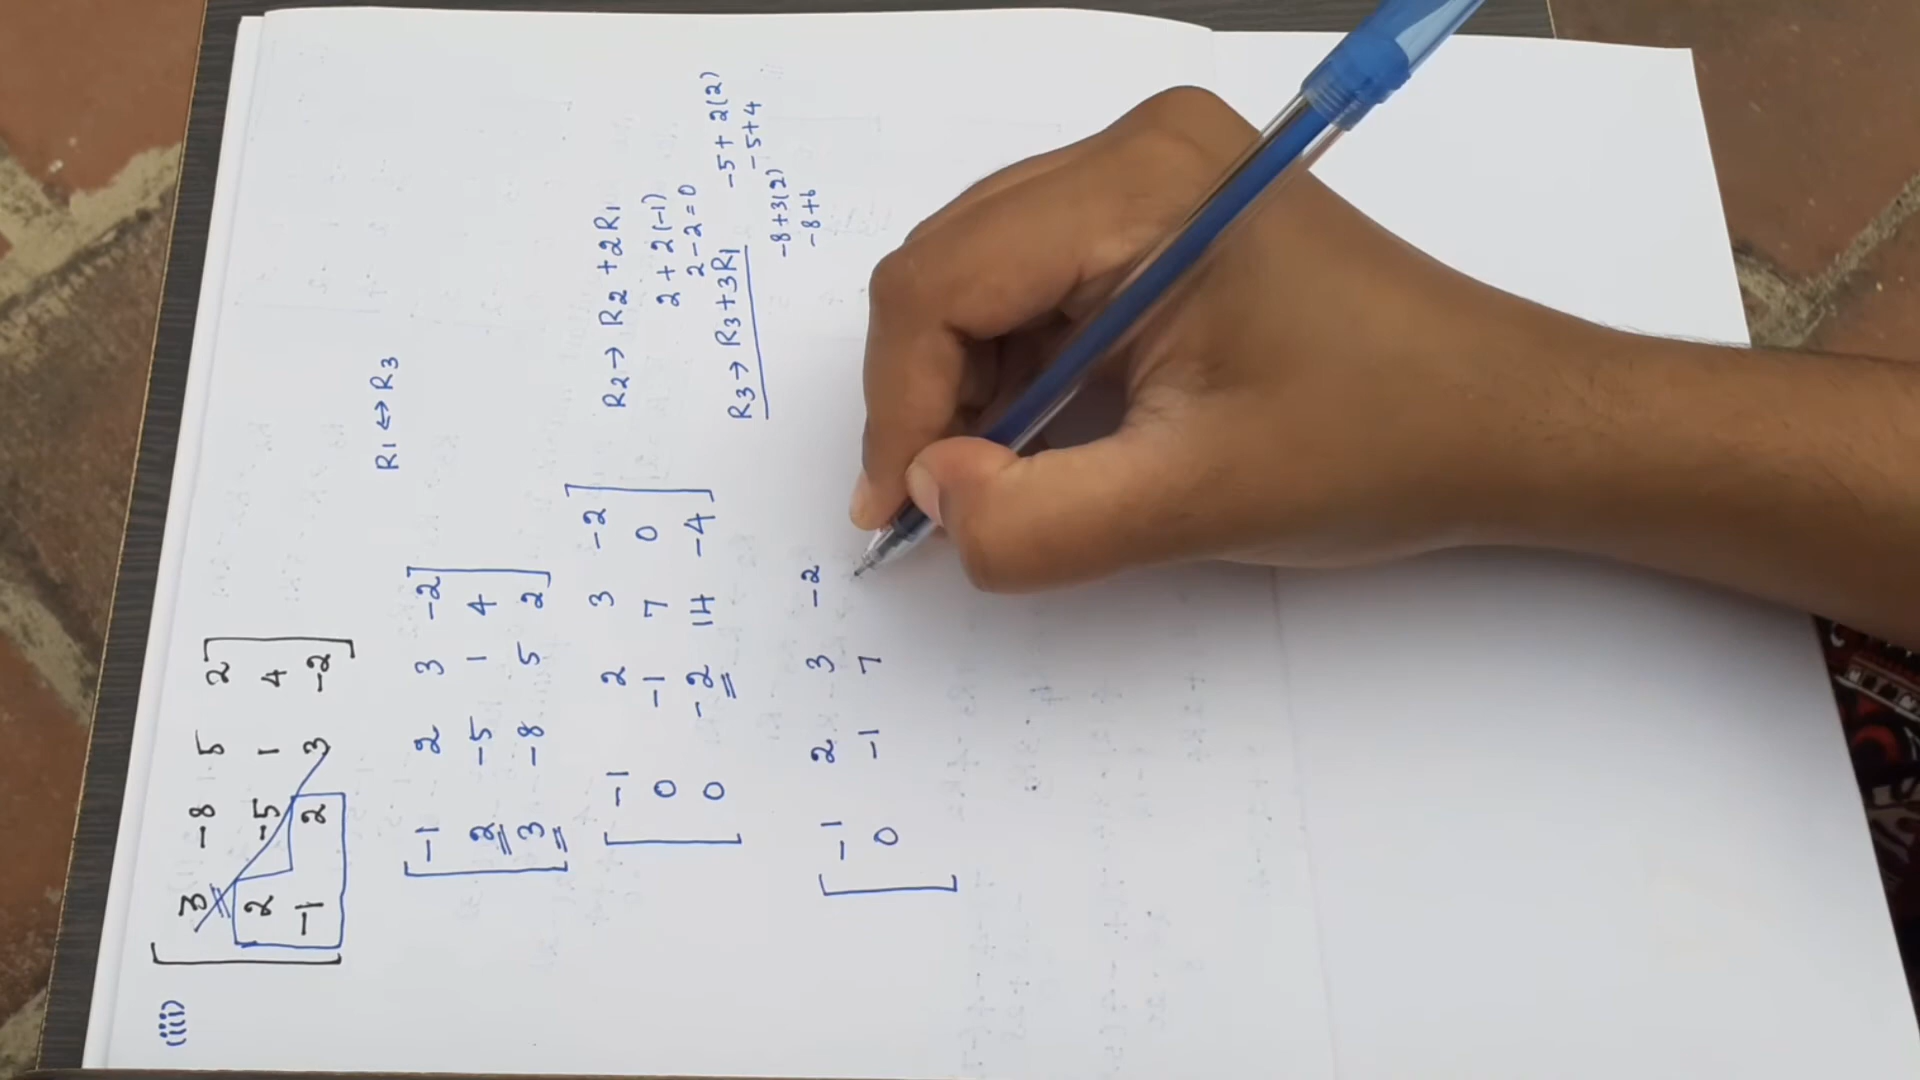 (iii)
3 -8 5 2
2 -5 1 4
-1 2 3 -2
R1 ↔ R3
-1 2 3 -2
2 -5 1 4
3 -8 5 2
R2 → R2 + 2R1
2 + 2(-1)
2 - 2 = 0
-1 2 3 -2
0 -1 7 0
0 -2 14 -4
R3 → R3 + 3R1
-5 + 2(2)
-5 + 4
-8 + 3(2)
-8 + 6
-1 2 3 -2
0 -1 7